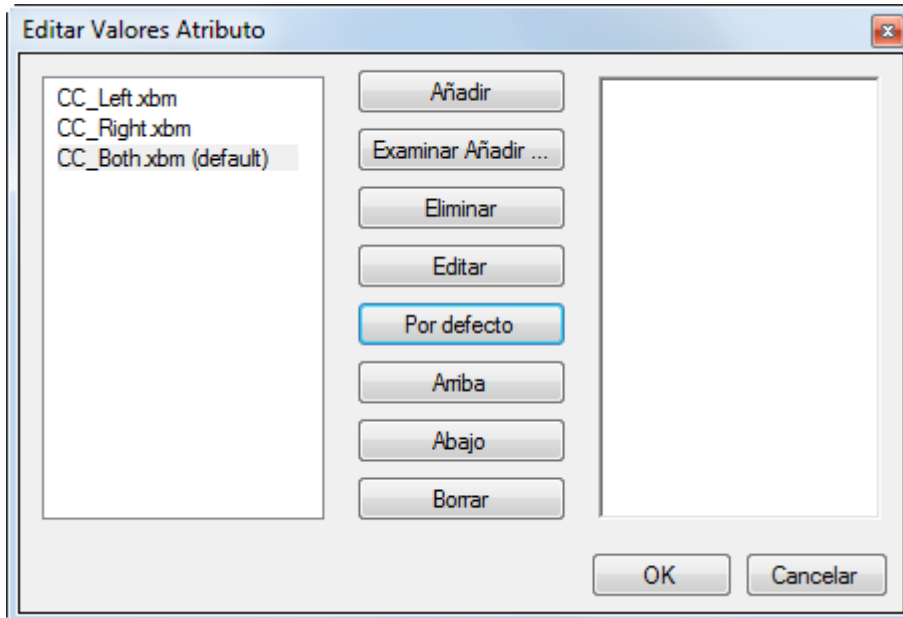 Editar Valores Atributo
CC_Left.xbm
CC_Right.xbm
CC_Both.xbm (default)
Añadir
Examinar Añadir ...
Eliminar
Editar
Por defecto
Arriba
Abajo
Borrar
OK
Cancelar